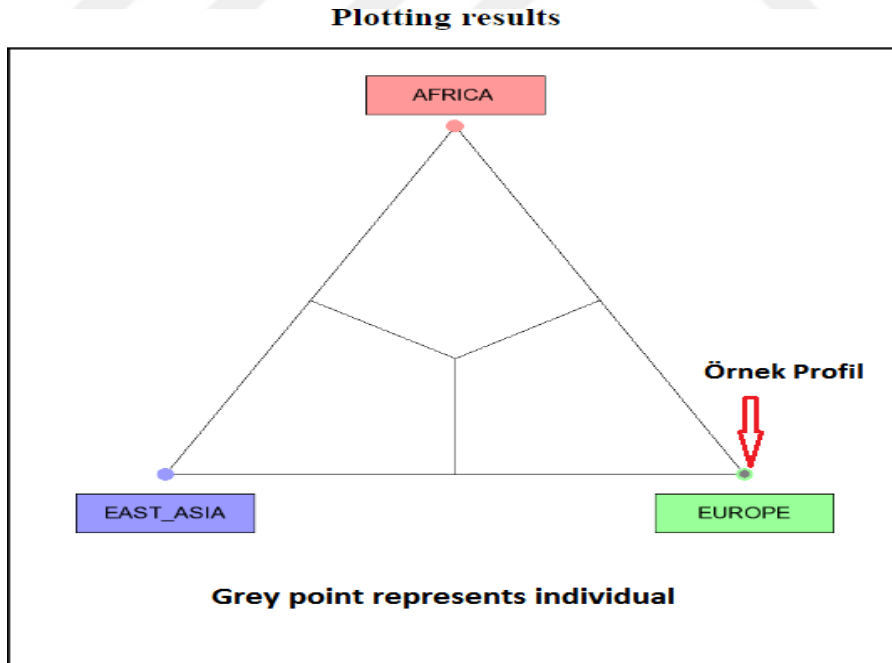 Plotting results
AFRICA
Örnek Profil
EAST_ASIA
EUROPE
Grey point represents individual